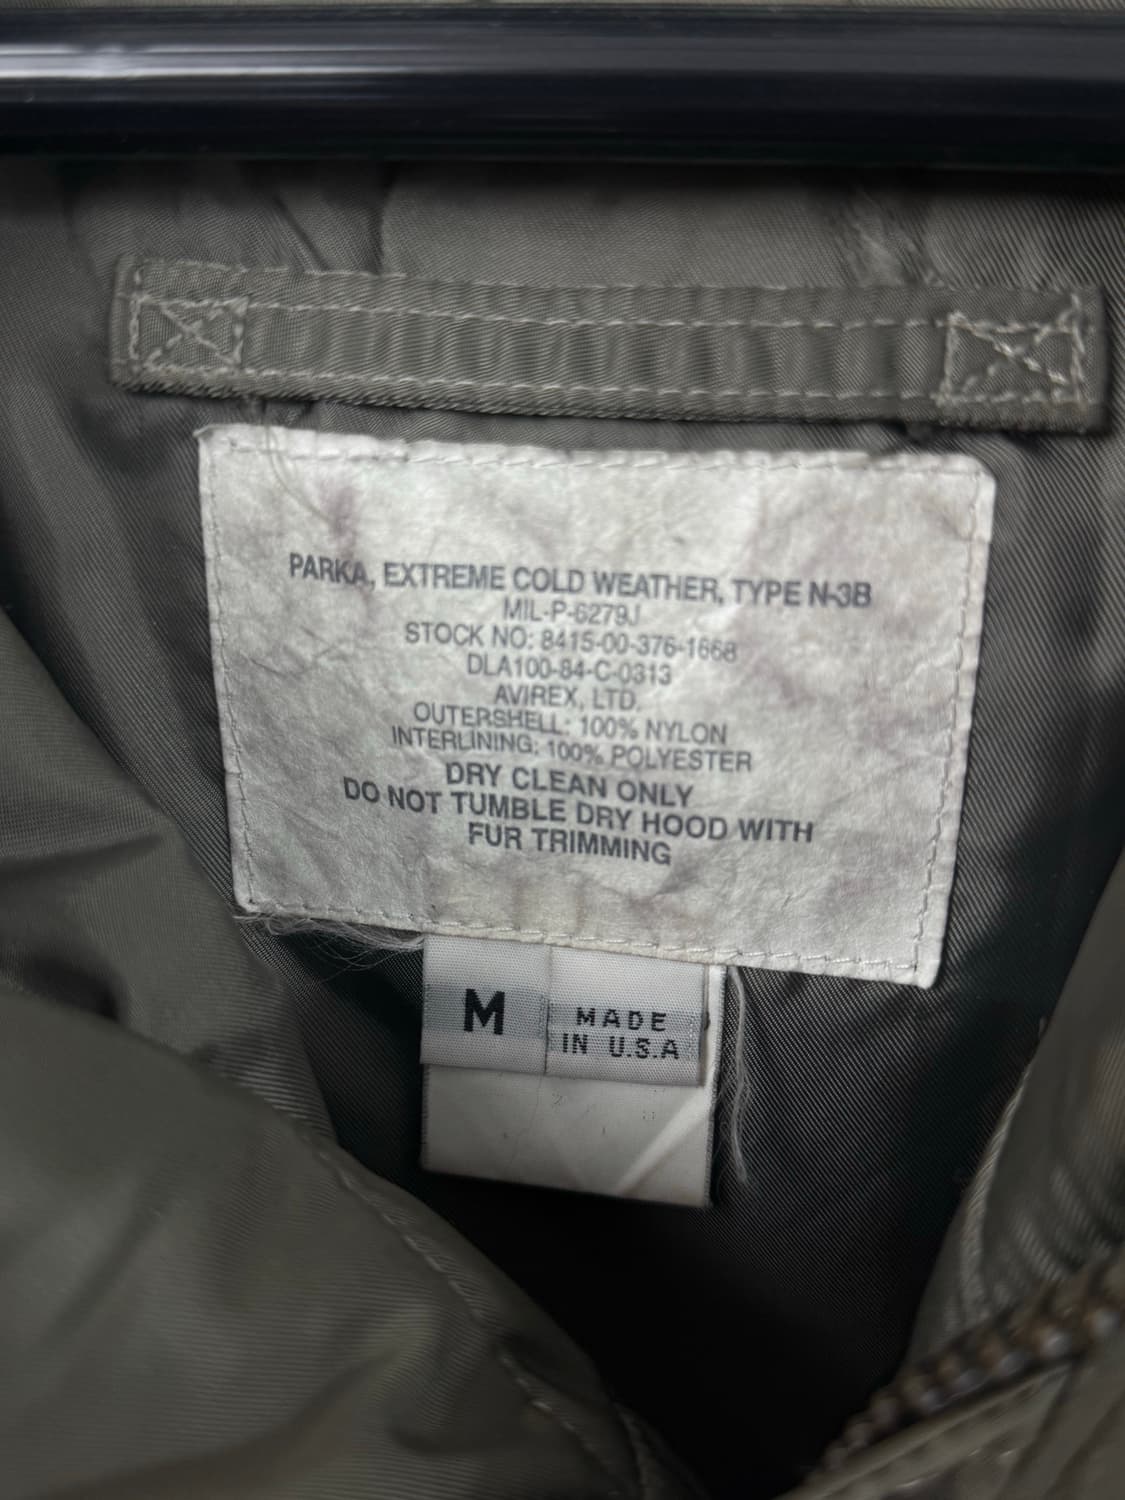 PARKA, EXTREME COLD WEATHER, TYPE N-3B
MIL-P-6279J
STOCK NO: 8415-00-376-1668
DLA100-84-C-0313
AVIREX, LTD.
OUTERSHELL: 100% NYLON
INTERLINING: 100% POLYESTER
DRY CLEAN ONLY
DO NOT TUMBLE DRY HOOD WITH
FUR TRIMMING
M
MADE
IN U.S.A